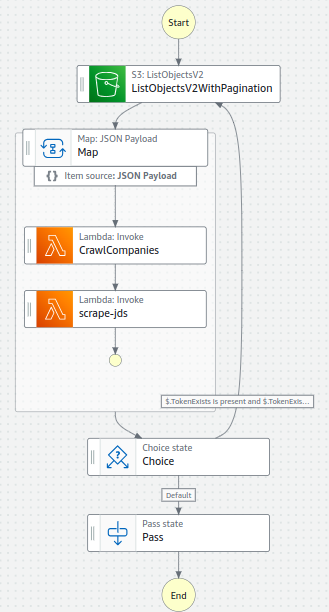 Start
S3: ListObjectsV2
ListObjectsV2WithPagination
Map: JSON Payload
Map
{} Item source: JSON Payload
Lambda: Invoke
CrawlCompanies
Lambda: Invoke
scrape-jds
$.TokenExists is present and $.TokenExis...
Choice state
Choice
Default
Pass state
Pass
End